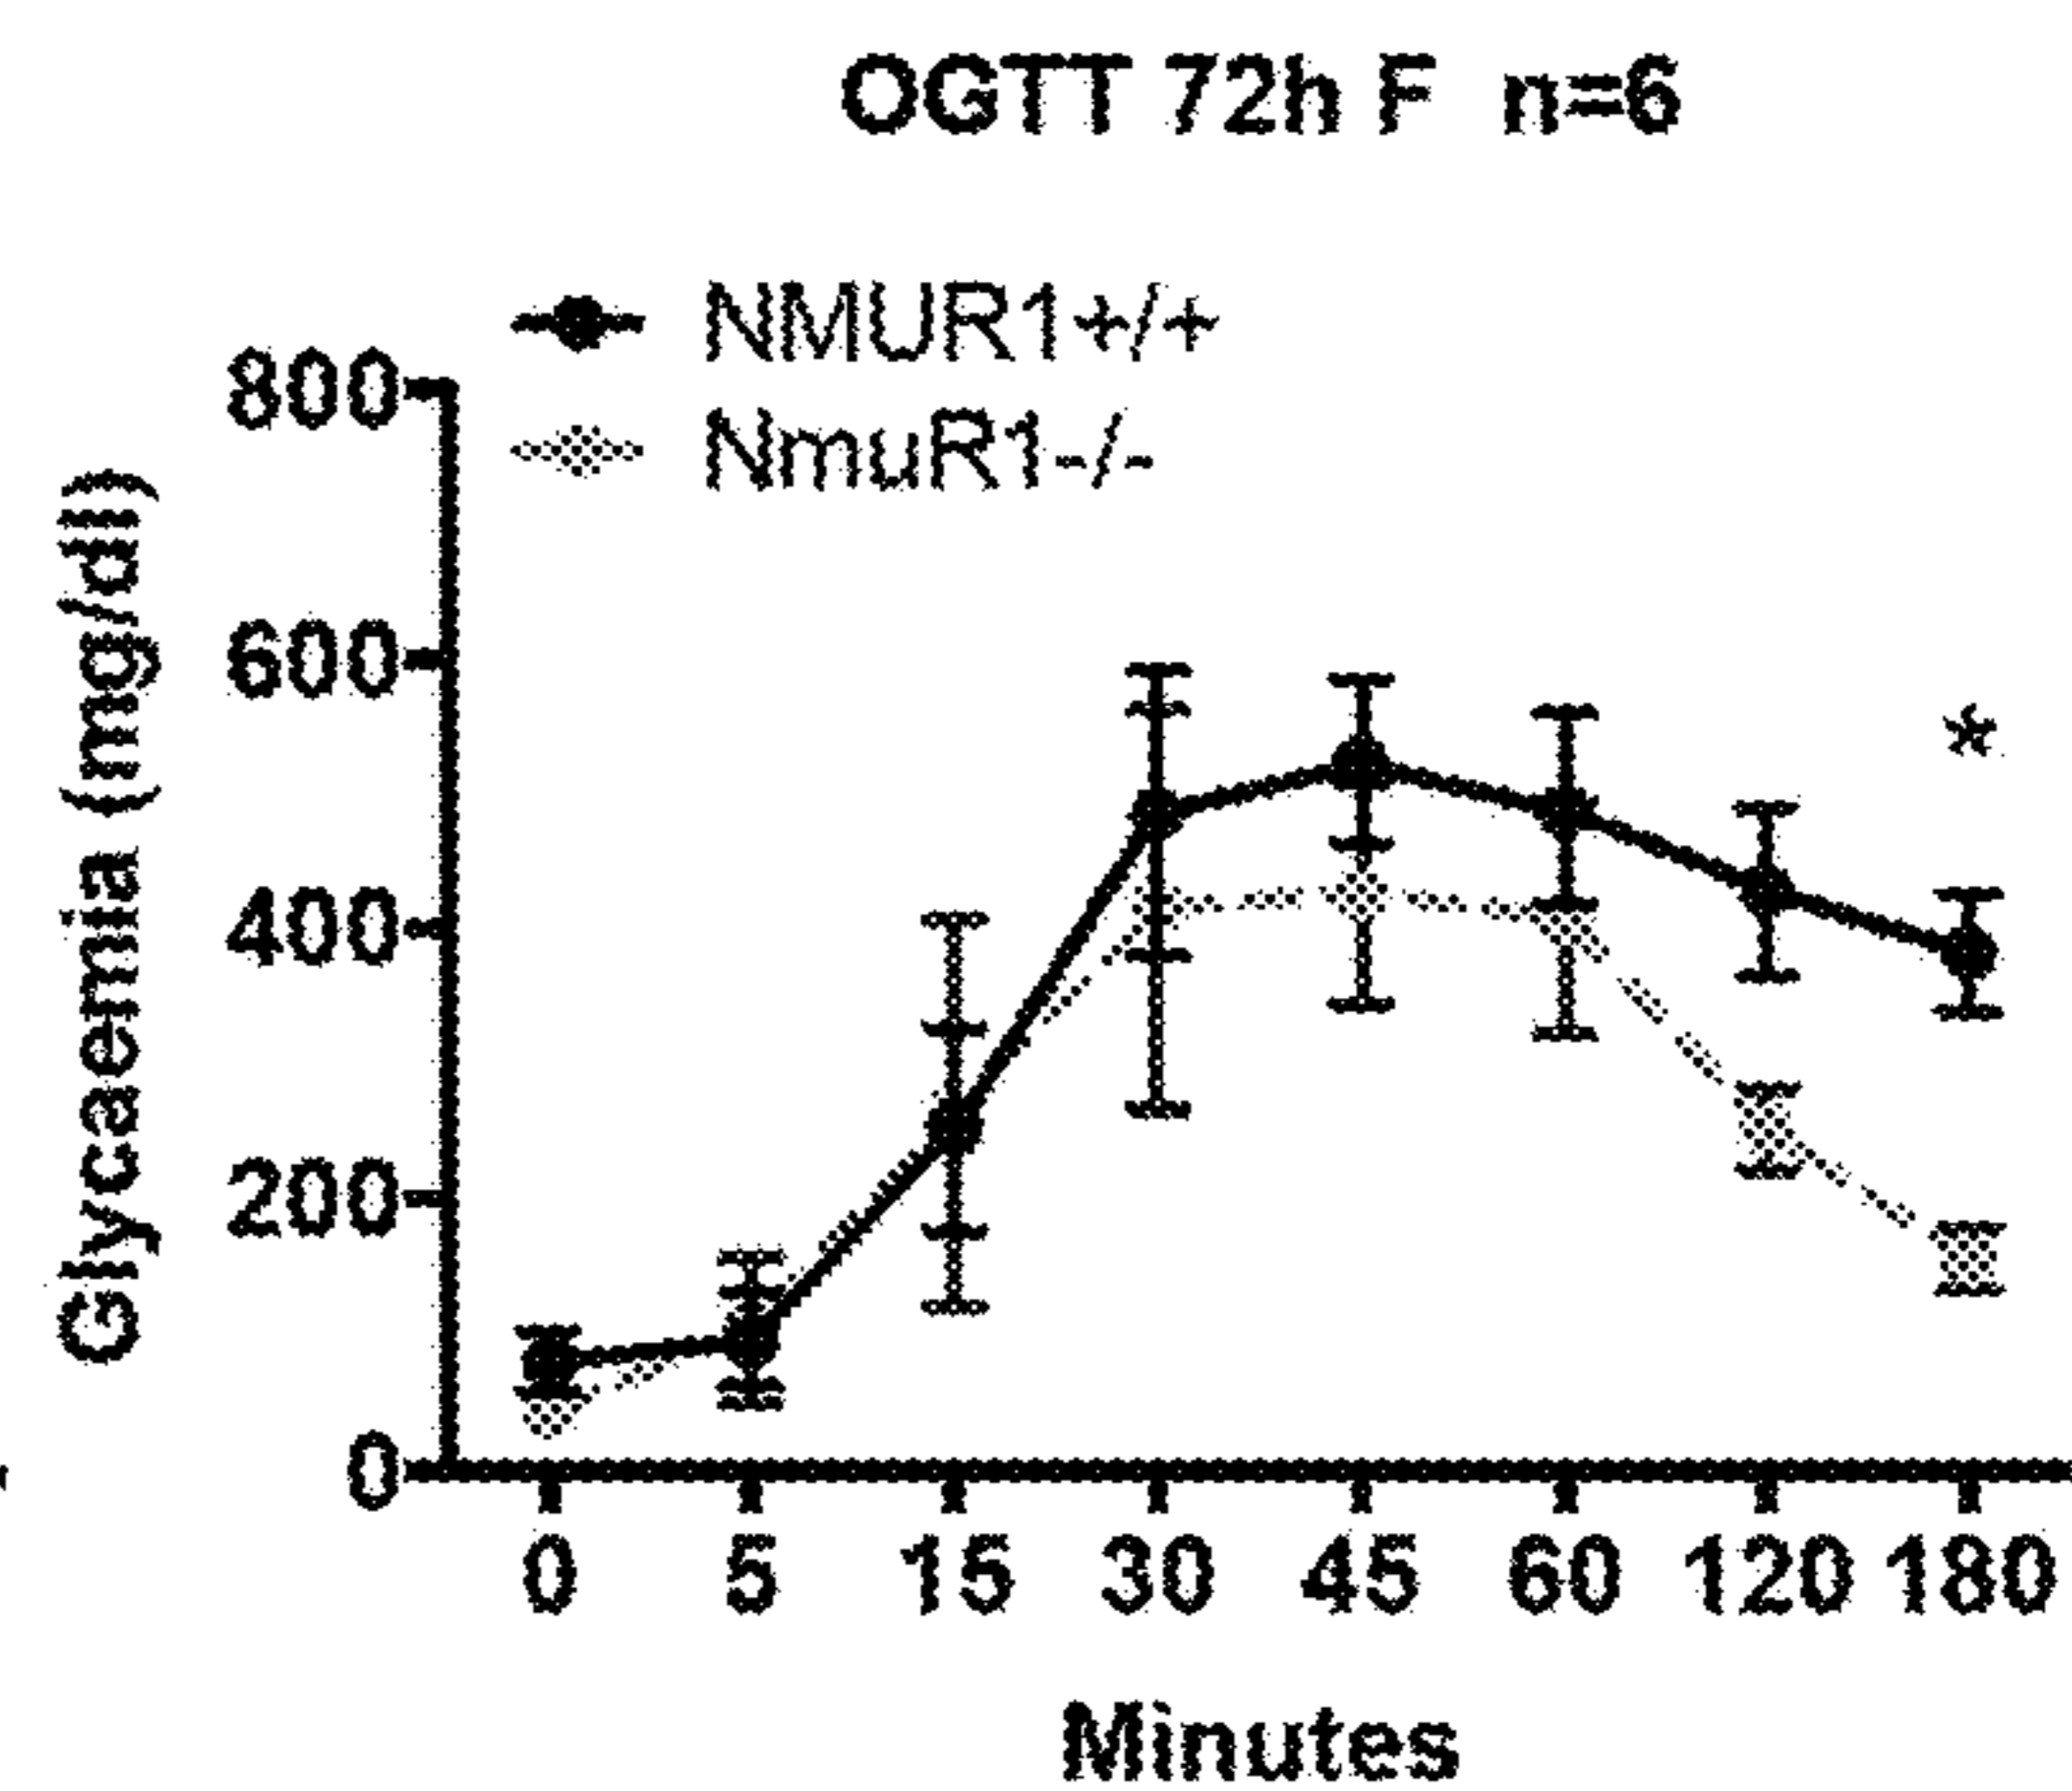 OGTT 72h F n=6
NMUR1+/+
NmuR1-/-
Glycaemia (mg/dl)
800
600
400
200
0
*
0 5 15 30 45 60 120 180
Minutes